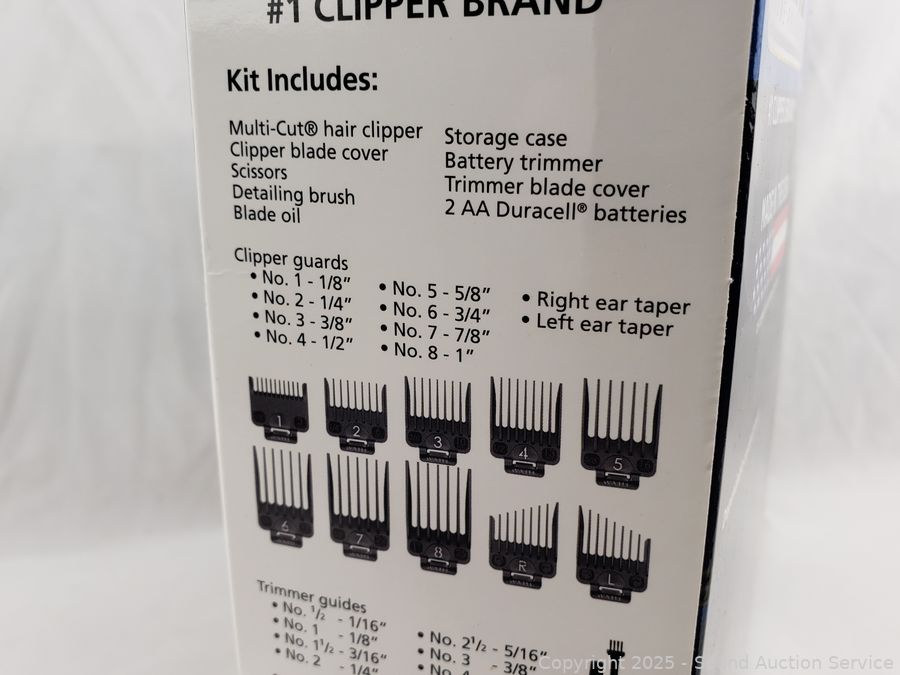 #1 CLIPPER BRAND
Kit Includes:
Multi-Cut® hair clipper
Clipper blade cover
Scissors
Detailing brush
Blade oil
Storage case
Battery trimmer
Trimmer blade cover
2 AA Duracell® batteries
Clipper guards
• No. 1 - 1/8"
• No. 2 - 1/4"
• No. 3 - 3/8"
• No. 4 - 1/2"
• No. 5 - 5/8"
• No. 6 - 3/4"
• No. 7 - 7/8"
• No. 8 - 1"
• Right ear taper
• Left ear taper
1
2
3
4
5
6
7
8
R
L
Trimmer guides
• No. 1/2 - 1/16"
• No. 1 - 1/8"
• No. 1 1/2 - 3/16"
• No. 2 - 1/4"
• No. 2 1/2 - 5/16"
• No. 3 - 3/8"
Copyright 2025 - Sound Auction Service